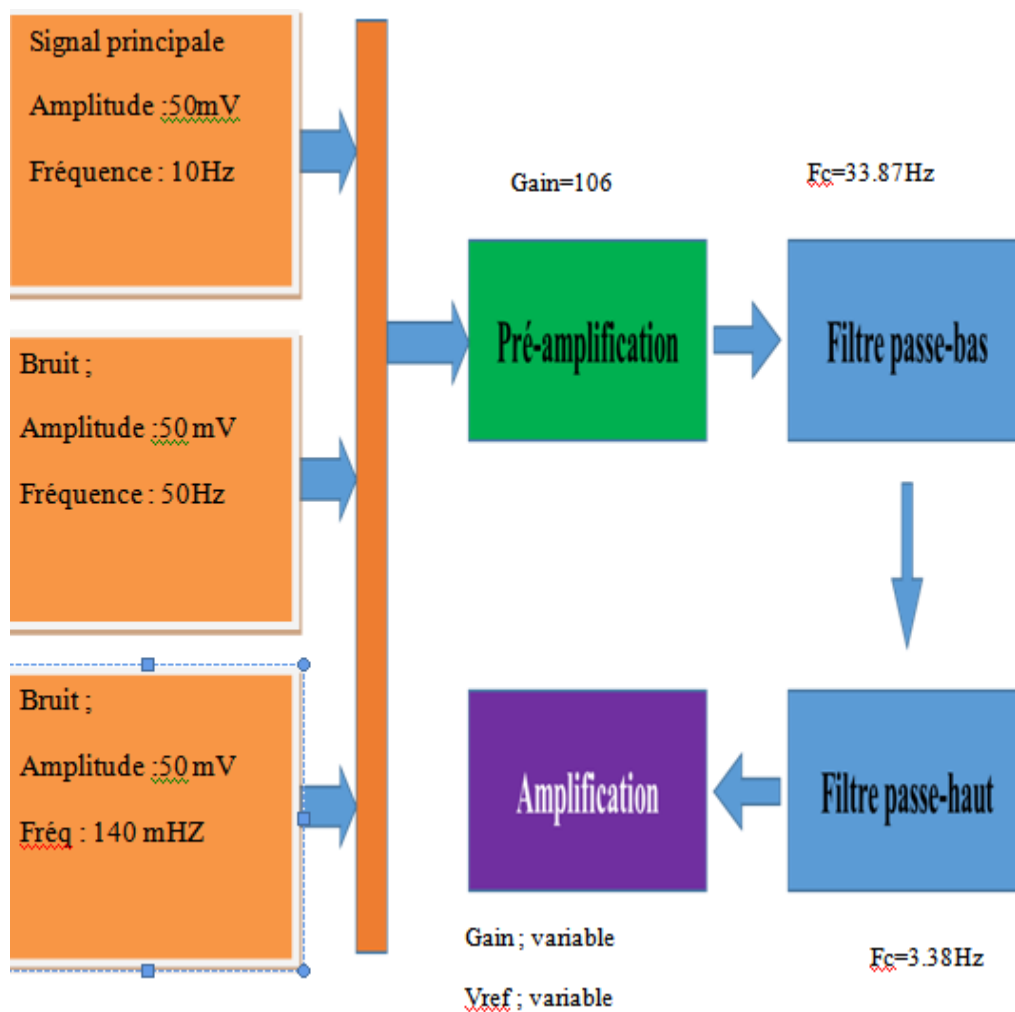 Signal principale
Amplitude :50mV
Fréquence : 10Hz
Bruit ;
Amplitude :50 mV
Fréquence : 50Hz
Bruit ;
Amplitude :50 mV
Fréq : 140 mHZ
Gain=106
Pré-amplification
Fc=33.87Hz
Filtre passe-bas
Filtre passe-haut
Fc=3.38Hz
Amplification
Gain ; variable
Vref ; variable